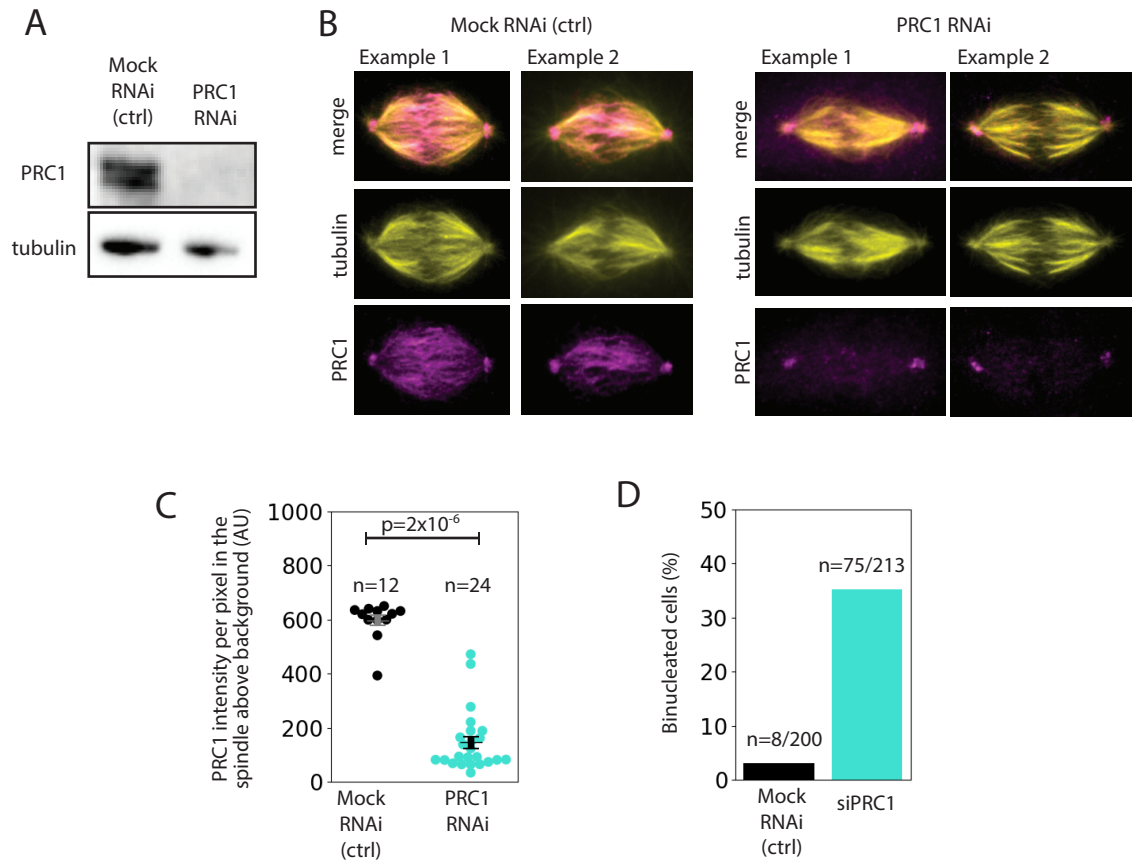 A
Mock
RNAi
(ctrl)
PRC1
RNAi
PRC1
tubulin
B
Mock RNAi (ctrl)
PRC1 RNAi
Example 1
Example 2
Example 1
Example 2
merge
tubulin
PRC1
merge
tubulin
PRC1
C
PRC1 intensity per pixel in the
spindle above background (AU)
1000
800
600
400
200
0
p=2x10⁻⁶
n=12
n=24
Mock
RNAi
(ctrl)
PRC1
RNAi
D
Binucleated cells (%)
50
40
30
20
10
0
n=75/213
n=8/200
Mock
RNAi
(ctrl)
siPRC1